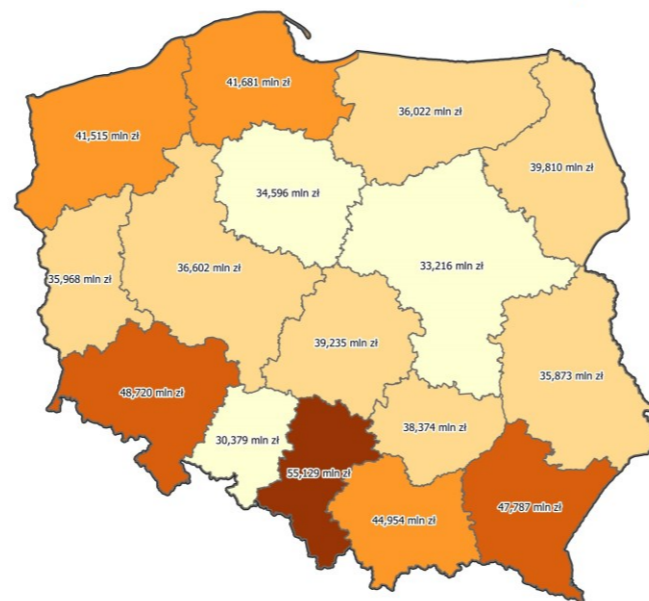 41,681 mln zł
36,022 mln zł
41,515 mln zł
39,810 mln zł
34,596 mln zł
33,216 mln zł
36,602 mln zł
35,968 mln zł
39,235 mln zł
35,873 mln zł
48,720 mln zł
38,374 mln zł
30,379 mln zł
55,129 mln zł
47,787 mln zł
44,954 mln zł